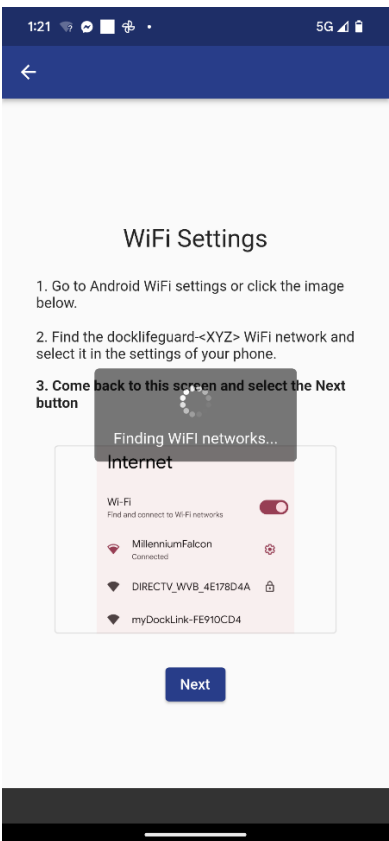 1:21
5G
WiFi Settings
1. Go to Android WiFi settings or click the image
below.
2. Find the docklifeguard-<XYZ> WiFi network and
select it in the settings of your phone.
3. Come back to this screen and select the Next
button
Finding WiFI networks...
Internet
Wi-Fi
Find and connect to Wi-Fi networks
MillenniumFalcon
Connected
DIRECTV_WVB_4E178D4A
myDockLink-FE910CD4
Next